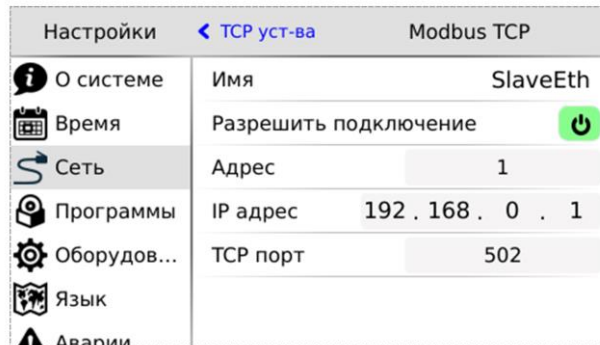 Настройки
TCP уст-ва
Modbus TCP
О системе
Время
Сеть
Программы
Оборудов...
Язык
Аварии
Имя SlaveEth
Разрешить подключение
Адрес 1
IP адрес 192 . 168 . 0 . 1
TCP порт 502